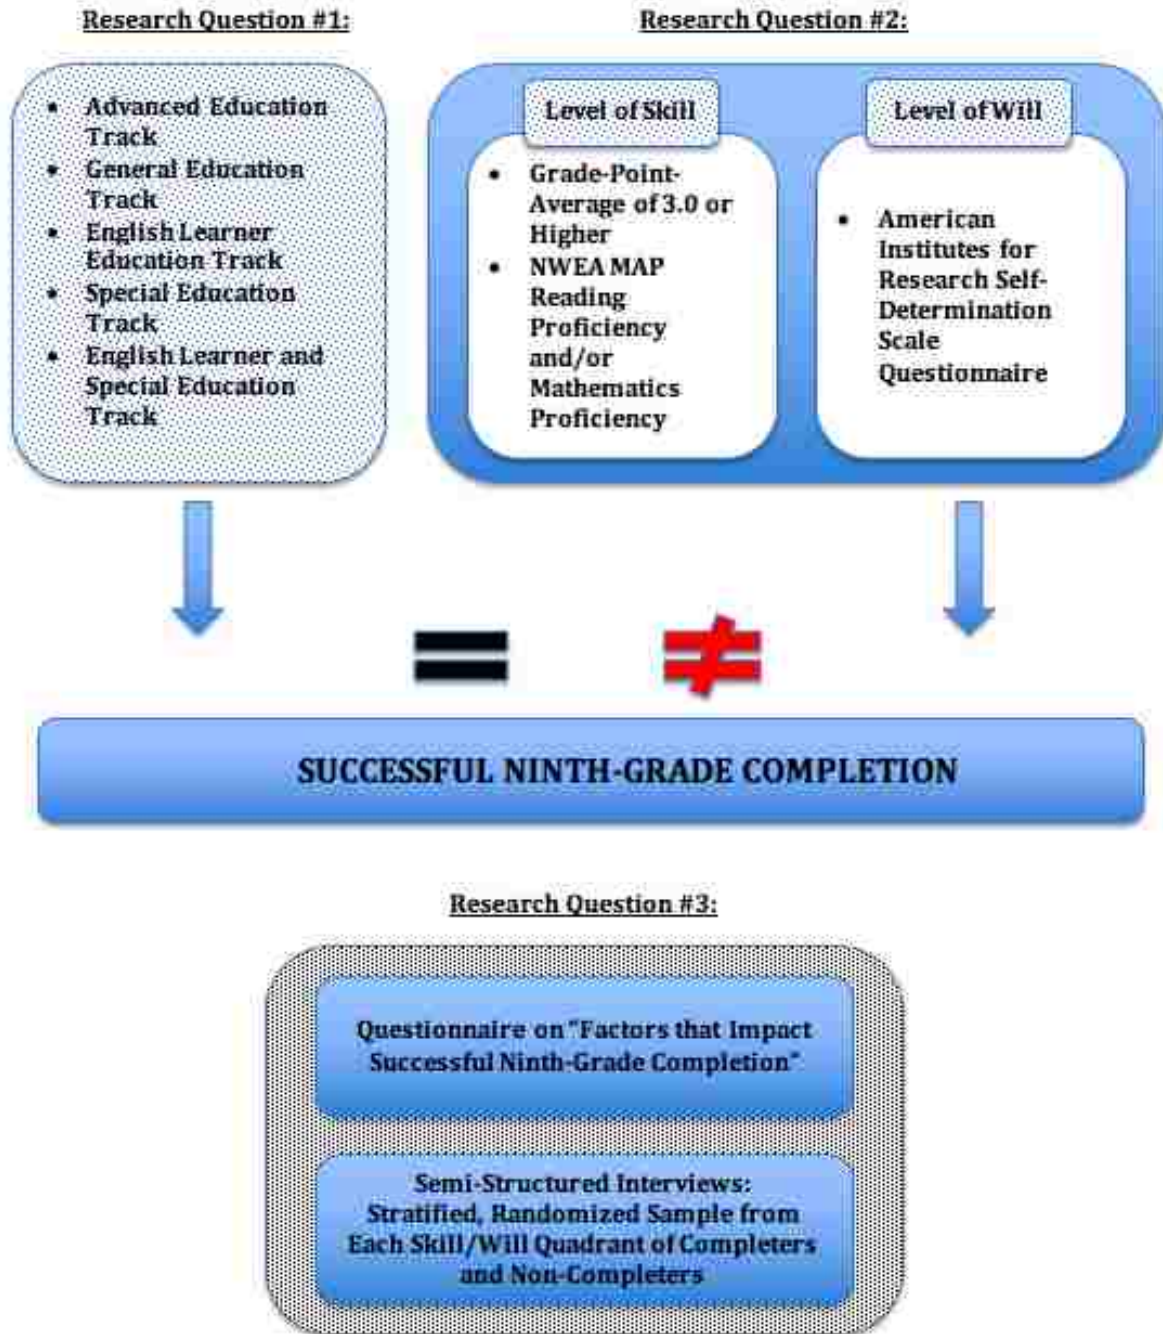 Research Question #1:
• Advanced Education
Track
• General Education
Track
• English Learner
Education Track
• Special Education
Track
• English Learner and
Special Education
Track
Research Question #2:
Level of Skill
• Grade-Point-
Average of 3.0 or
Higher
• NWEA MAP
Reading
Proficiency
and/or
Mathematics
Proficiency
Level of Will
• American
Institutes for
Research Self-
Determination
Scale
Questionnaire
= ≠
SUCCESSFUL NINTH-GRADE COMPLETION
Research Question #3:
Questionnaire on "Factors that Impact
Successful Ninth-Grade Completion"
Semi-Structured Interviews:
Stratified, Randomized Sample from
Each Skill/Will Quadrant of Completers
and Non-Completers